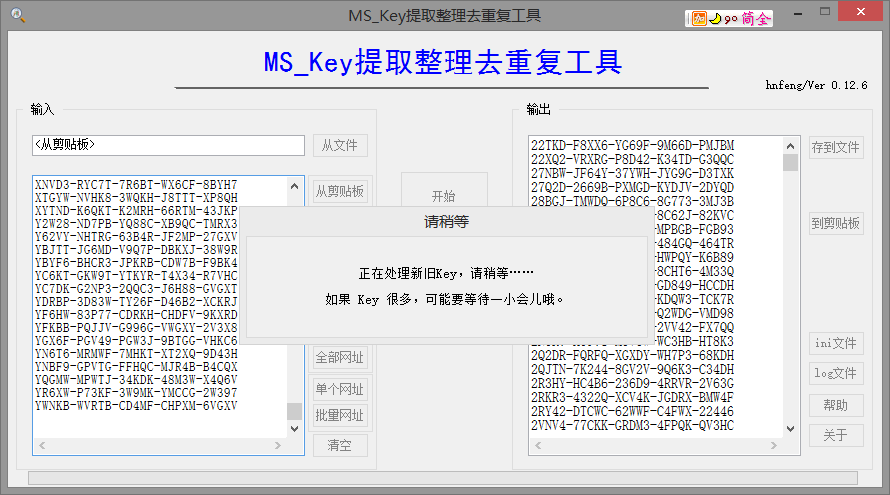 MS_Key提取整理去重复工具
加 9° 简全
MS_Key提取整理去重复工具
hnfeng/Ver 0.12.6
输入
<从剪贴板>
从文件
XNVD3-RYC7T-7R6BT-WX6CF-8BYH7
XTGYW-NVHK8-3WQKH-J8TTT-XP8QH
XYTND-K6QKT-K2MRH-66RTM-43JKP
Y2W28-ND7PB-YQ88C-XB9QC-TMRX3
Y62VY-NHTRG-63B4R-JF2MP-27GXV
YBJTT-JG6MD-V9Q7P-DBKXJ-38W9R
YBYF6-BHCR3-JPKRB-CDW7B-F9BK4
YC6KT-GKW9T-YTKYR-T4X34-R7VHC
YC7DK-G2NP3-2QQC3-J6H88-GVGXT
YDRBP-3D83W-TY26F-D46B2-XCKRJ
YF6HW-83P77-CDRKH-CHDFV-9KXRD
YFKBB-PQJJV-G996G-VWGXY-2V3X8
YGX6F-PGV49-PGW3J-9BTGG-VHKC6
YN6T6-MRMWF-7MHKT-XT2XQ-9D43H
YNBF9-GPVTG-FFHQC-MJR4B-B4CQX
YQGMW-MPWTJ-34KDK-48M3W-X4Q6V
YR6XW-P73KF-3W9MK-YMCCG-2W397
YWNKB-WVRTB-CD4MF-CHPXM-6VGXV
从剪贴板
全部网址
单个网址
批量网址
清空
开始
请稍等
正在处理新旧Key，请稍等……
如果 Key 很多，可能要等待一小会儿哦。
输出
22TKD-F8XX6-YG69F-9M66D-PMJBM
22XQ2-VRXRG-P8D42-K34TD-G3QQC
27NBW-JF64Y-37YWH-JYG9G-D3TXK
27Q2D-2669B-PXMGD-KYDJV-2DYQD
28BGJ-TMWDQ-6P8C6-8G773-3MJ3B
8C62J-82KVC
MPBGB-FGB93
484GQ-464TR
HWPQY-K6B89
8CHT6-4M33Q
GD849-HCCDH
KDQW3-TCK7R
Q2WDG-VMD98
2VV42-FX7QQ
WC3HB-HT8K3
2Q2DR-FQRFQ-XGXDY-WH7P3-68KDH
2QJTN-7K244-8GV2V-9Q6K3-C34DH
2R3HY-HC4B6-236D9-4RRVR-2V63G
2RKR3-4322Q-XCV4K-JGDRX-BMW4F
2RY42-DTCWC-62WWF-C4FWX-22446
2VNV4-77CKK-GRDM3-4FPQK-QV3HC
存到文件
到剪贴板
ini文件
log文件
帮助
关于